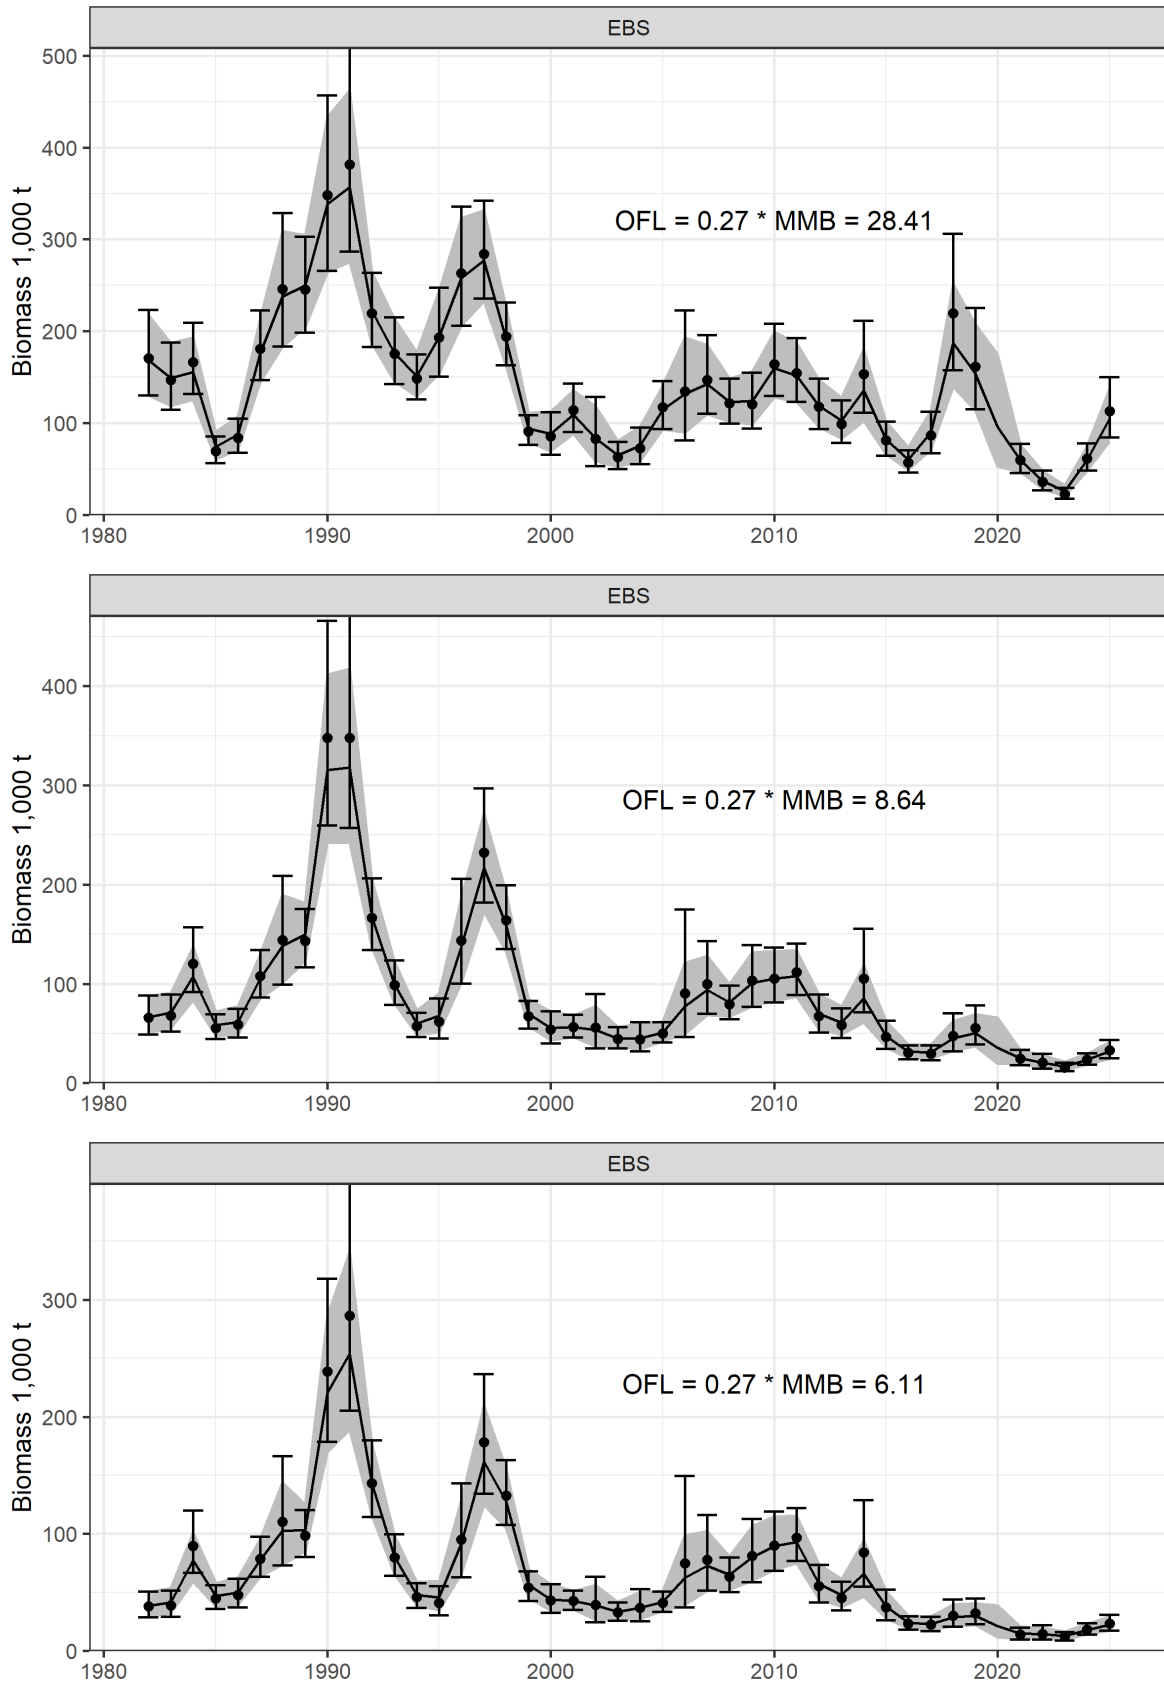 EBS
500
400
300
200
100
0
Biomass 1,000 t
OFL = 0.27 * MMB = 28.41
1980 1990 2000 2010 2020
EBS
400
300
200
100
0
Biomass 1,000 t
OFL = 0.27 * MMB = 8.64
1980 1990 2000 2010 2020
EBS
300
200
100
0
Biomass 1,000 t
OFL = 0.27 * MMB = 6.11
1980 1990 2000 2010 2020